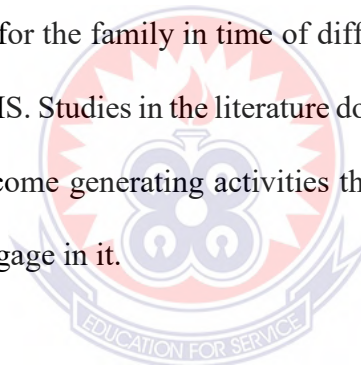 for the family in time of diff
IS. Studies in the literature do
come generating activities th
gage in it.
EDUCATION FOR SERVICE